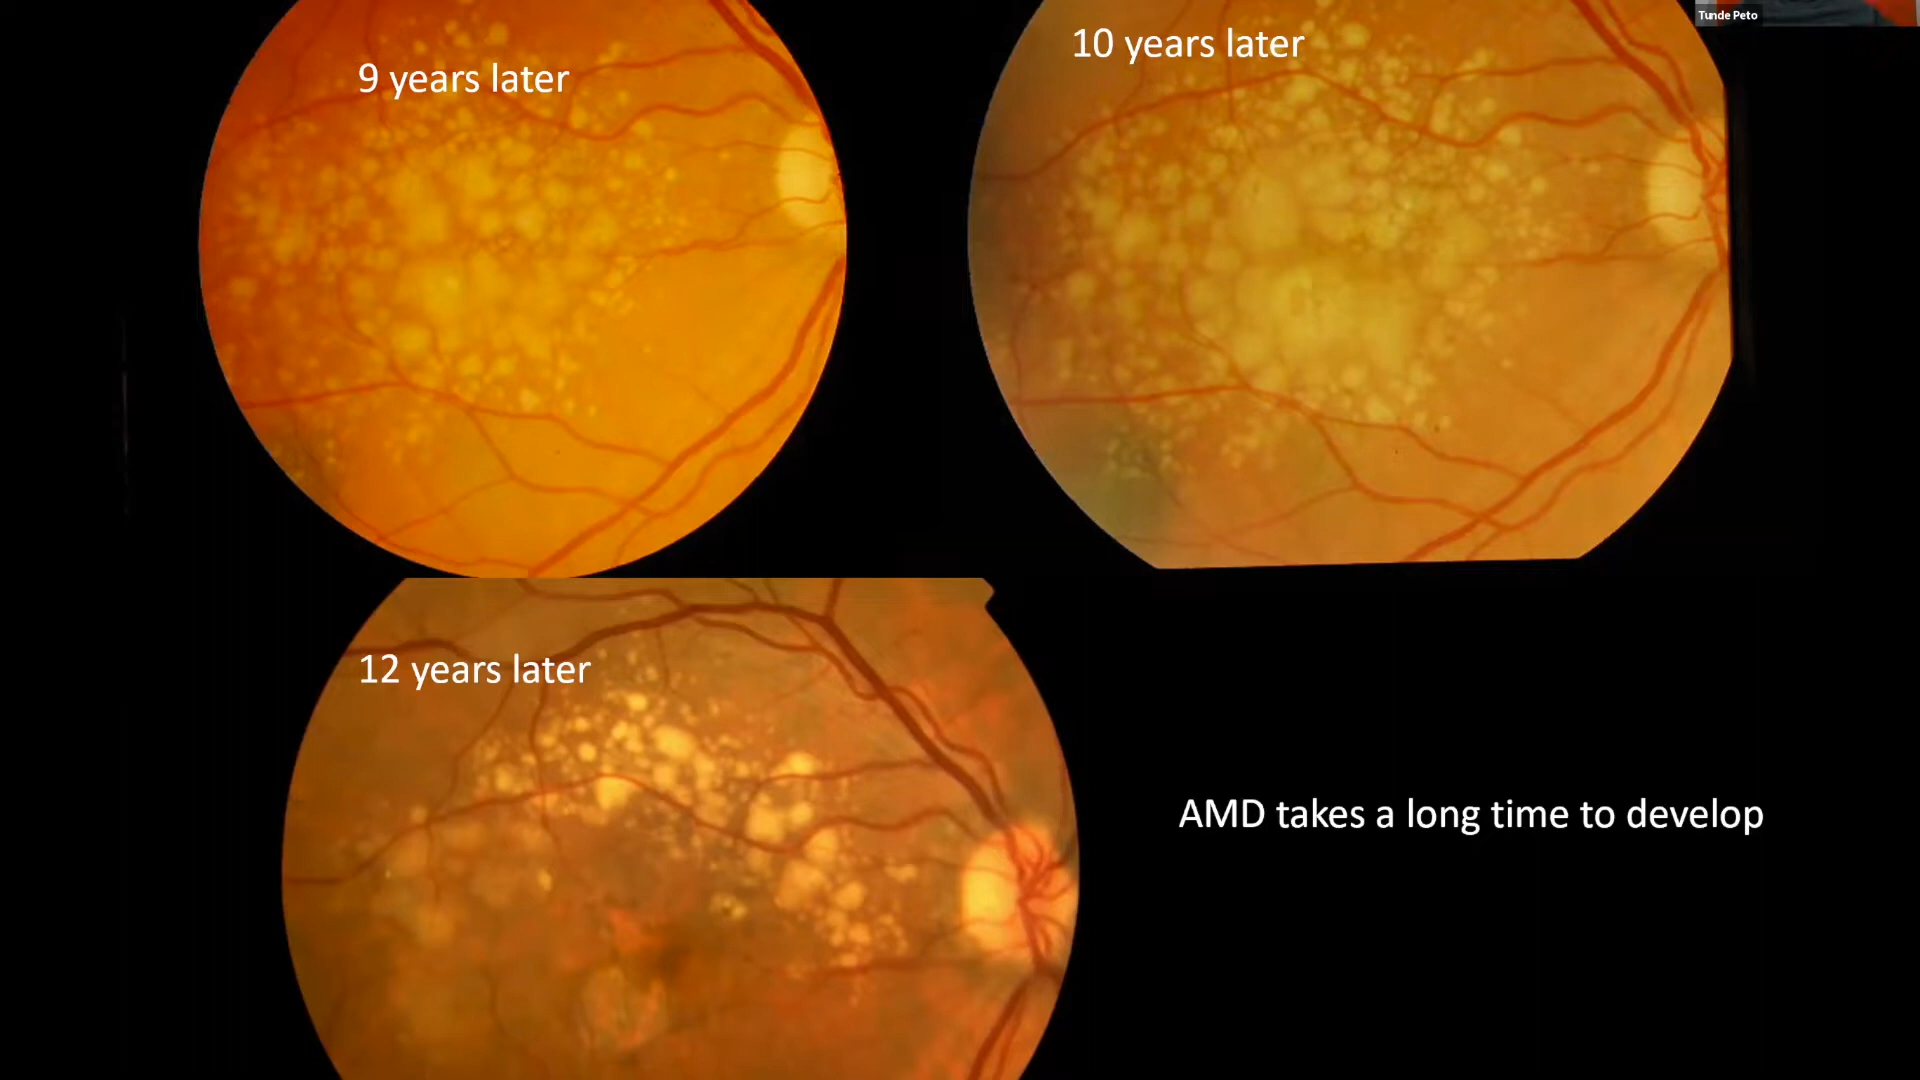 Tunde Peto
9 years later
10 years later
12 years later
AMD takes a long time to develop